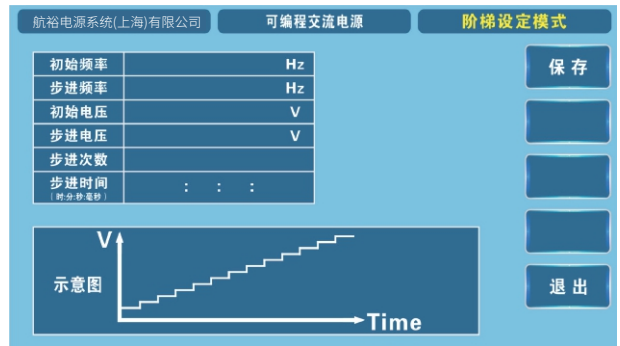 航裕电源系统(上海)有限公司 可编程交流电源 阶梯设定模式
初始频率 Hz
步进频率 Hz
初始电压 V
步进电压 V
步进次数
步进时间 : : :
(时:分:秒:毫秒)
保存
V
示意图
Time
退出